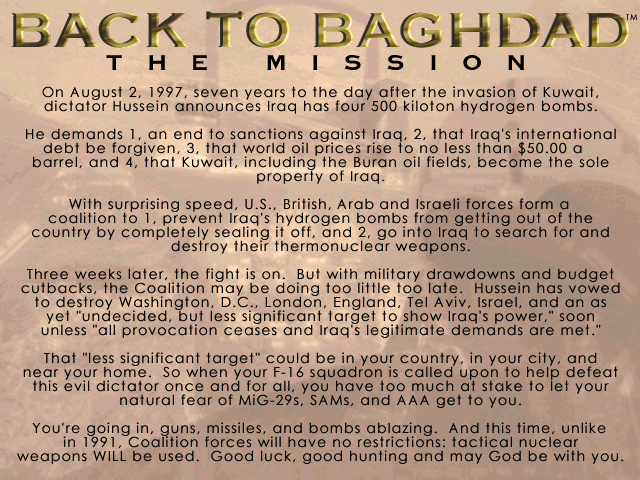 BACK TO BAGHDAD™
THE MISSION
On August 2, 1997, seven years to the day after the invasion of Kuwait,
dictator Hussein announces Iraq has four 500 kiloton hydrogen bombs.
He demands 1, an end to sanctions against Iraq, 2, that Iraq's international
debt be forgiven, 3, that world oil prices rise to no less than $50.00 a
barrel, and 4, that Kuwait, including the Buran oil fields, become the sole
property of Iraq.
With surprising speed, U.S., British, Arab and Israeli forces form a
coalition to 1, prevent Iraq's hydrogen bombs from getting out of the
country by completely sealing it off, and 2, go into Iraq to search for and
destroy their thermonuclear weapons.
Three weeks later, the fight is on. But with military drawdowns and budget
cutbacks, the Coalition may be doing too little too late. Hussein has vowed
to destroy Washington, D.C., London, England, Tel Aviv, Israel, and an as
yet "undecided, but less significant target to show Iraq's power," soon
unless "all provocation ceases and Iraq's legitimate demands are met."
That "less significant target" could be in your country, in your city, and
near your home. So when your F-16 squadron is called upon to help defeat
this evil dictator once and for all, you have too much at stake to let your
natural fear of MiG-29s, SAMs, and AAA get to you.
You're going in, guns, missiles, and bombs ablazing. And this time, unlike
in 1991, Coalition forces will have no restrictions: tactical nuclear
weapons WILL be used. Good luck, good hunting and may God be with you.